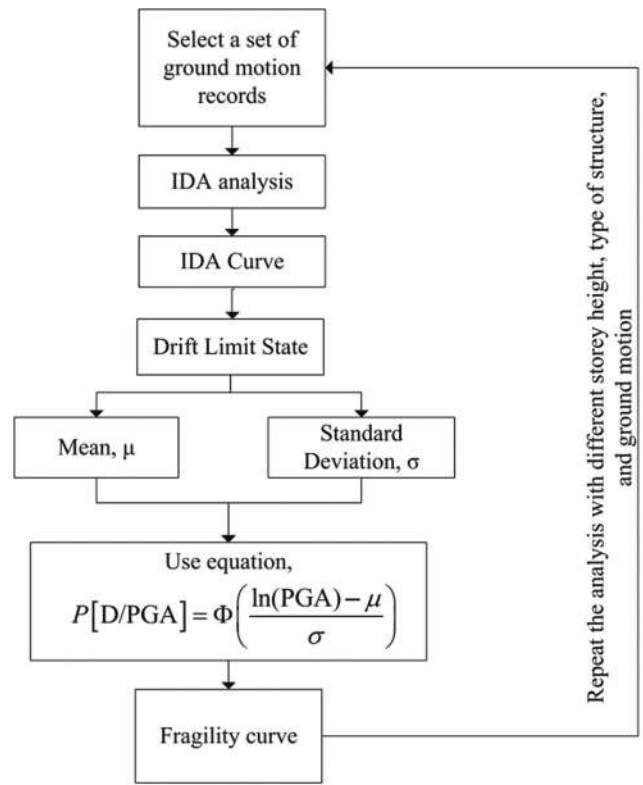 Select a set of
ground motion
records
IDA analysis
IDA Curve
Drift Limit State
Mean, μ
Standard
Deviation, σ
Use equation,
P[D/PGA] = Φ( (ln(PGA) − μ) / σ )
Fragility curve
Repeat the analysis with different storey height, type of structure,
and ground motion